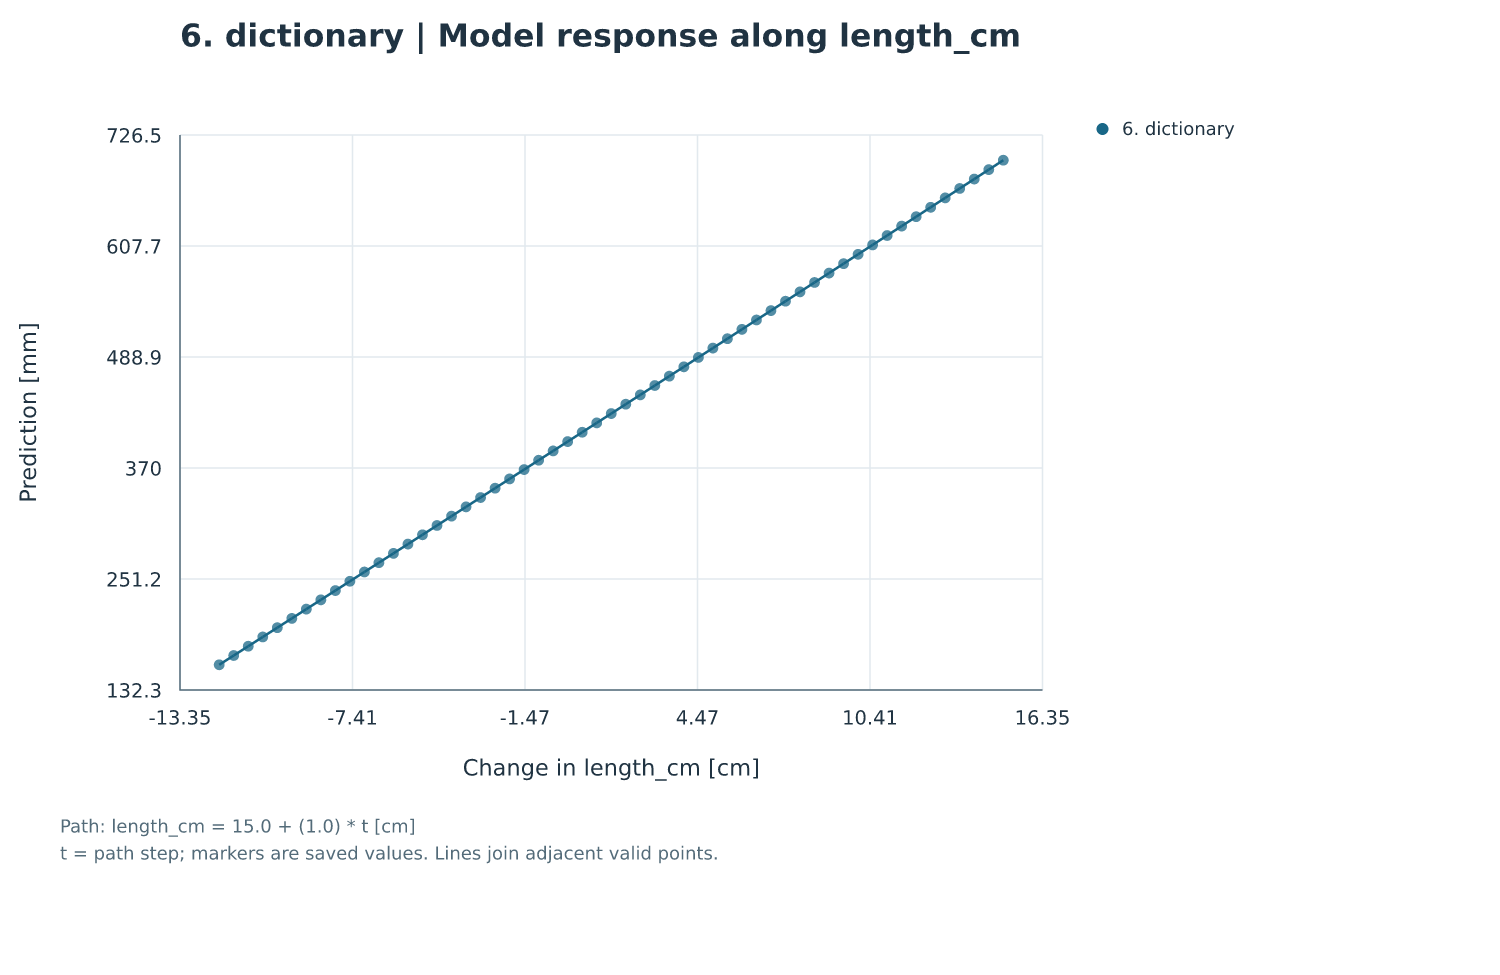 6. dictionary | Model response along length_cm
6. dictionary
726.5
607.7
488.9
370
251.2
132.3
Prediction [mm]
-13.35
-7.41
-1.47
4.47
10.41
16.35
Change in length_cm [cm]
Path: length_cm = 15.0 + (1.0) * t [cm]
t = path step; markers are saved values. Lines join adjacent valid points.